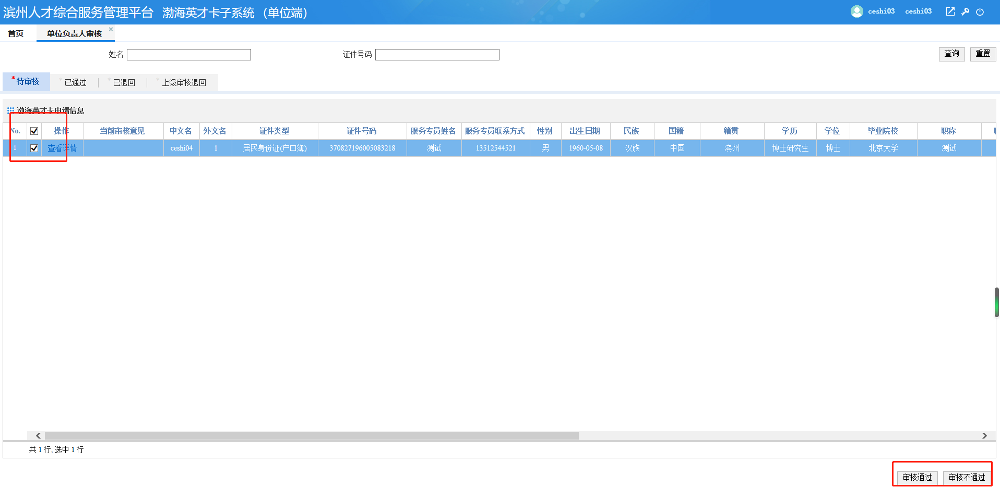 滨州人才综合服务管理平台 渤海英才卡子系统 （单位端） ceshi03 ceshi03
首页 单位负责人审核 ×
姓名 证件号码 查询 重置
*待审核 *已通过 *已退回 *上级审核退回
渤海英才卡申请信息
No. 操作 当前审核意见 中文名 外文名 证件类型 证件号码 服务专员姓名 服务专员联系方式 性别 出生日期 民族 国籍 籍贯 学历 学位 毕业院校 职称
1 查看详情 ceshi04 1 居民身份证(户口簿) 370827196005083218 测试 13512544521 男 1960-05-08 汉族 中国 滨州 博士研究生 博士 北京大学 测试
共 1 行, 选中 1 行
审核通过 审核不通过